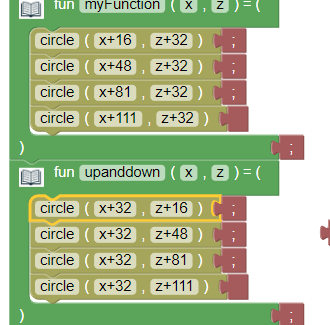 fun myFunction ( x , z ) = (
circle ( x+16 , z+32 ) ;
circle ( x+48 , z+32 ) ;
circle ( x+81 , z+32 ) ;
circle ( x+111 , z+32 )
) ;
fun upanddown ( x , z ) = (
circle ( x+32 , z+16 ) ;
circle ( x+32 , z+48 ) ;
circle ( x+32 , z+81 ) ;
circle ( x+32 , z+111 )
) ;